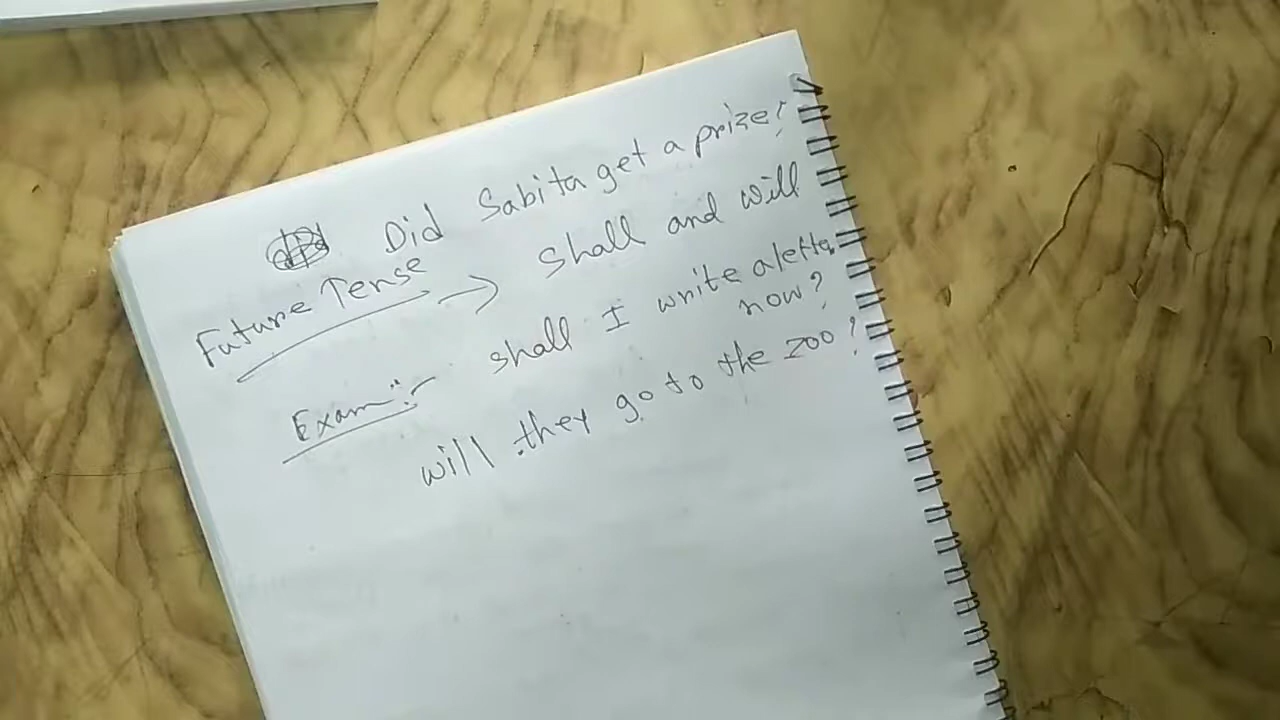 Did Sabita get a prize?
Future Tense → shall and will
Exam":- shall I write a letter
now?
will they go to the zoo?